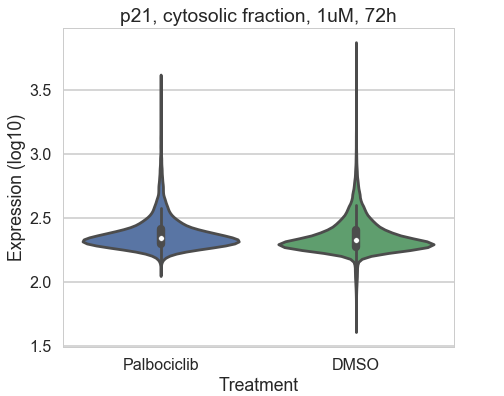 p21, cytosolic fraction, 1uM, 72h
Expression (log10)
3.5
3.0
2.5
2.0
1.5
Palbociclib DMSO
Treatment